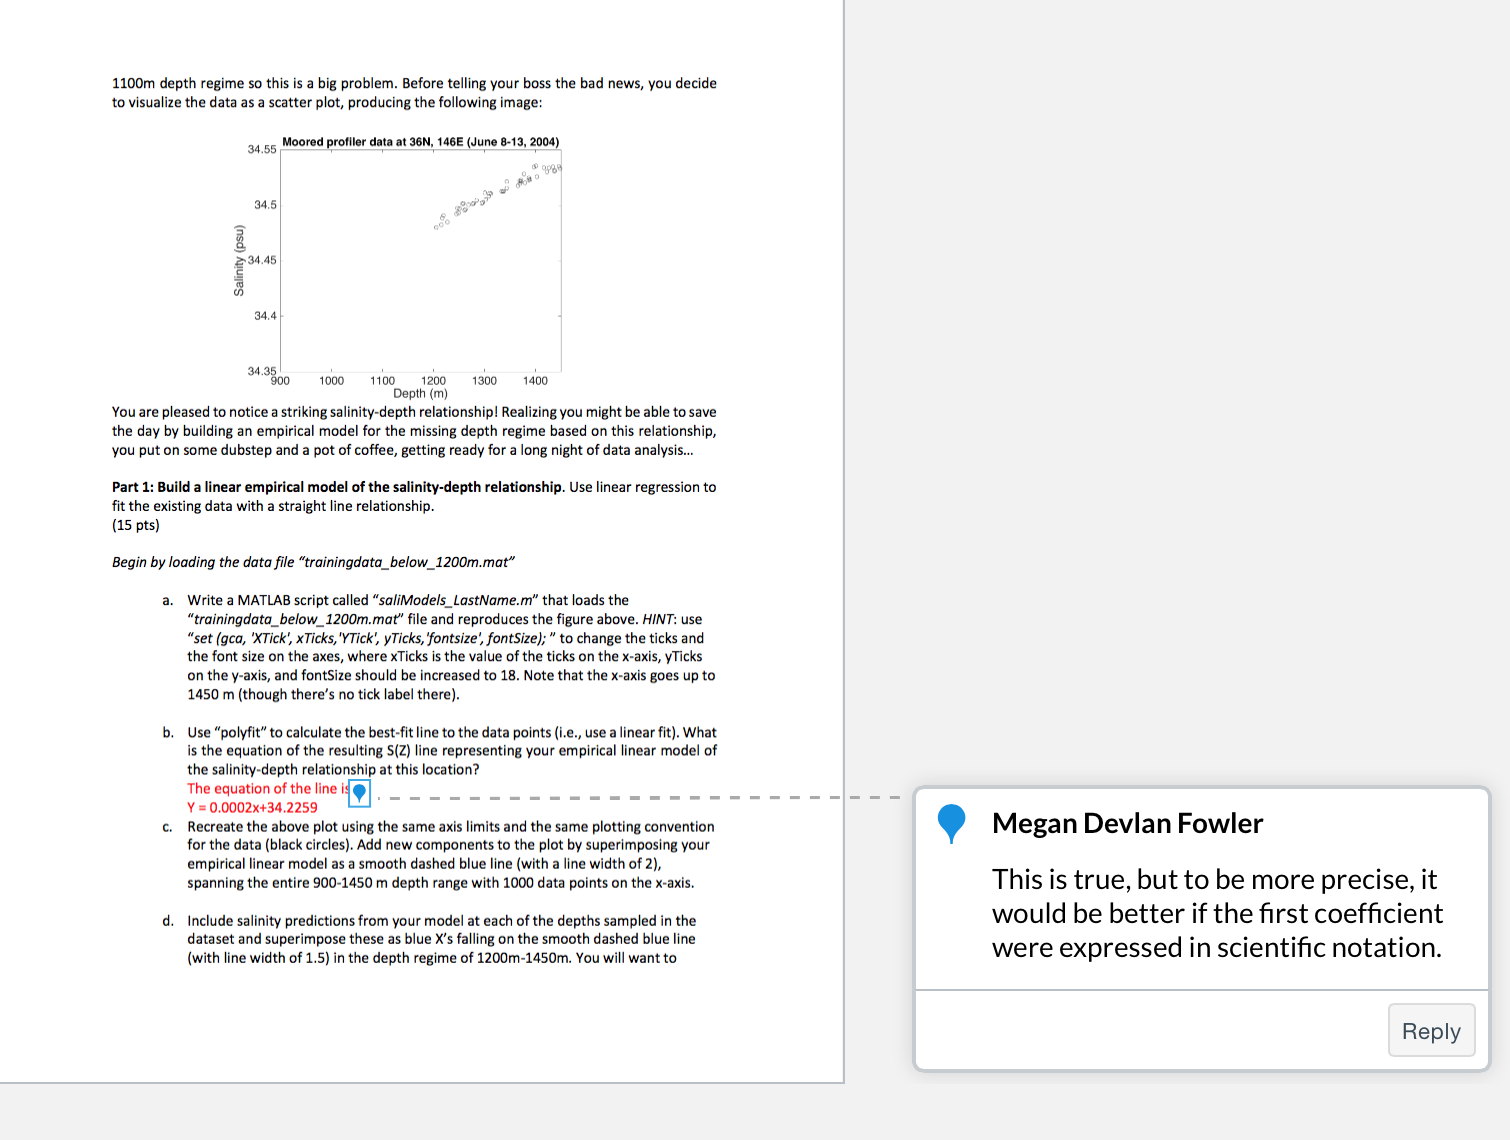 1100m depth regime so this is a big problem. Before telling your boss the bad news, you decide
to visualize the data as a scatter plot, producing the following image:
Moored profiler data at 36N, 146E (June 8-13, 2004)
34.55
34.5
34.45
34.4
34.35
Salinity (psu)
900 1000 1100 1200 1300 1400
Depth (m)
You are pleased to notice a striking salinity-depth relationship! Realizing you might be able to save
the day by building an empirical model for the missing depth regime based on this relationship,
you put on some dubstep and a pot of coffee, getting ready for a long night of data analysis…
Part 1: Build a linear empirical model of the salinity-depth relationship. Use linear regression to
fit the existing data with a straight line relationship.
(15 pts)
Begin by loading the data file “trainingdata_below_1200m.mat”
a. Write a MATLAB script called “saliModels_LastName.m” that loads the
“trainingdata_below_1200m.mat” file and reproduces the figure above. HINT: use
“set (gca, 'XTick', xTicks,'YTick', yTicks,'fontsize', fontSize); ” to change the ticks and
the font size on the axes, where xTicks is the value of the ticks on the x-axis, yTicks
on the y-axis, and fontSize should be increased to 18. Note that the x-axis goes up to
1450 m (though there’s no tick label there).
b. Use “polyfit” to calculate the best-fit line to the data points (i.e., use a linear fit). What
is the equation of the resulting S(Z) line representing your empirical linear model of
the salinity-depth relationship at this location?
The equation of the line is
Y = 0.0002x+34.2259
c. Recreate the above plot using the same axis limits and the same plotting convention
for the data (black circles). Add new components to the plot by superimposing your
empirical linear model as a smooth dashed blue line (with a line width of 2),
spanning the entire 900-1450 m depth range with 1000 data points on the x-axis.
d. Include salinity predictions from your model at each of the depths sampled in the
dataset and superimpose these as blue X’s falling on the smooth dashed blue line
(with line width of 1.5) in the depth regime of 1200m-1450m. You will want to
Megan Devlan Fowler
This is true, but to be more precise, it
would be better if the first coefficient
were expressed in scientific notation.
Reply